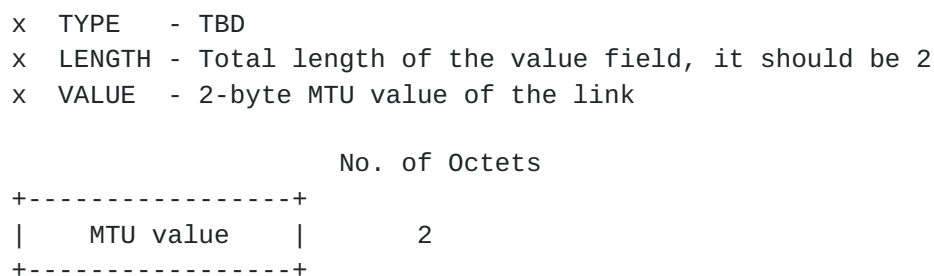 x  TYPE   - TBD
x  LENGTH - Total length of the value field, it should be 2
x  VALUE  - 2-byte MTU value of the link

                     No. of Octets
+-----------------+
|    MTU value    |       2
+-----------------+